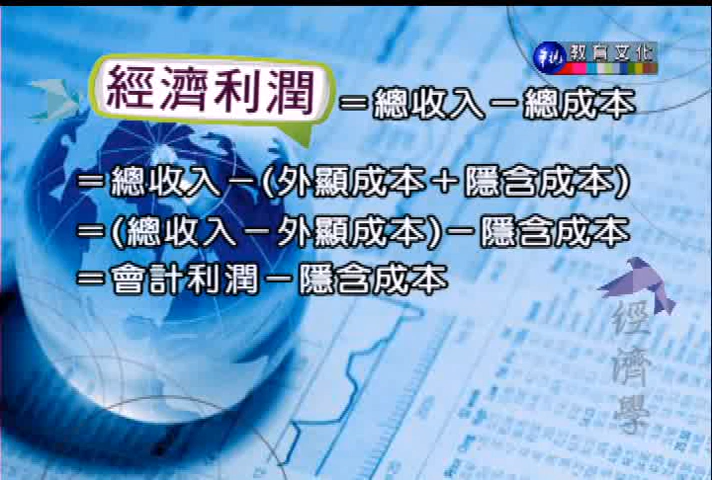 華視 教育文化
經濟利潤＝總收入－總成本
＝總收入－(外顯成本＋隱含成本)
＝(總收入－外顯成本)－隱含成本
＝會計利潤－隱含成本
經濟學